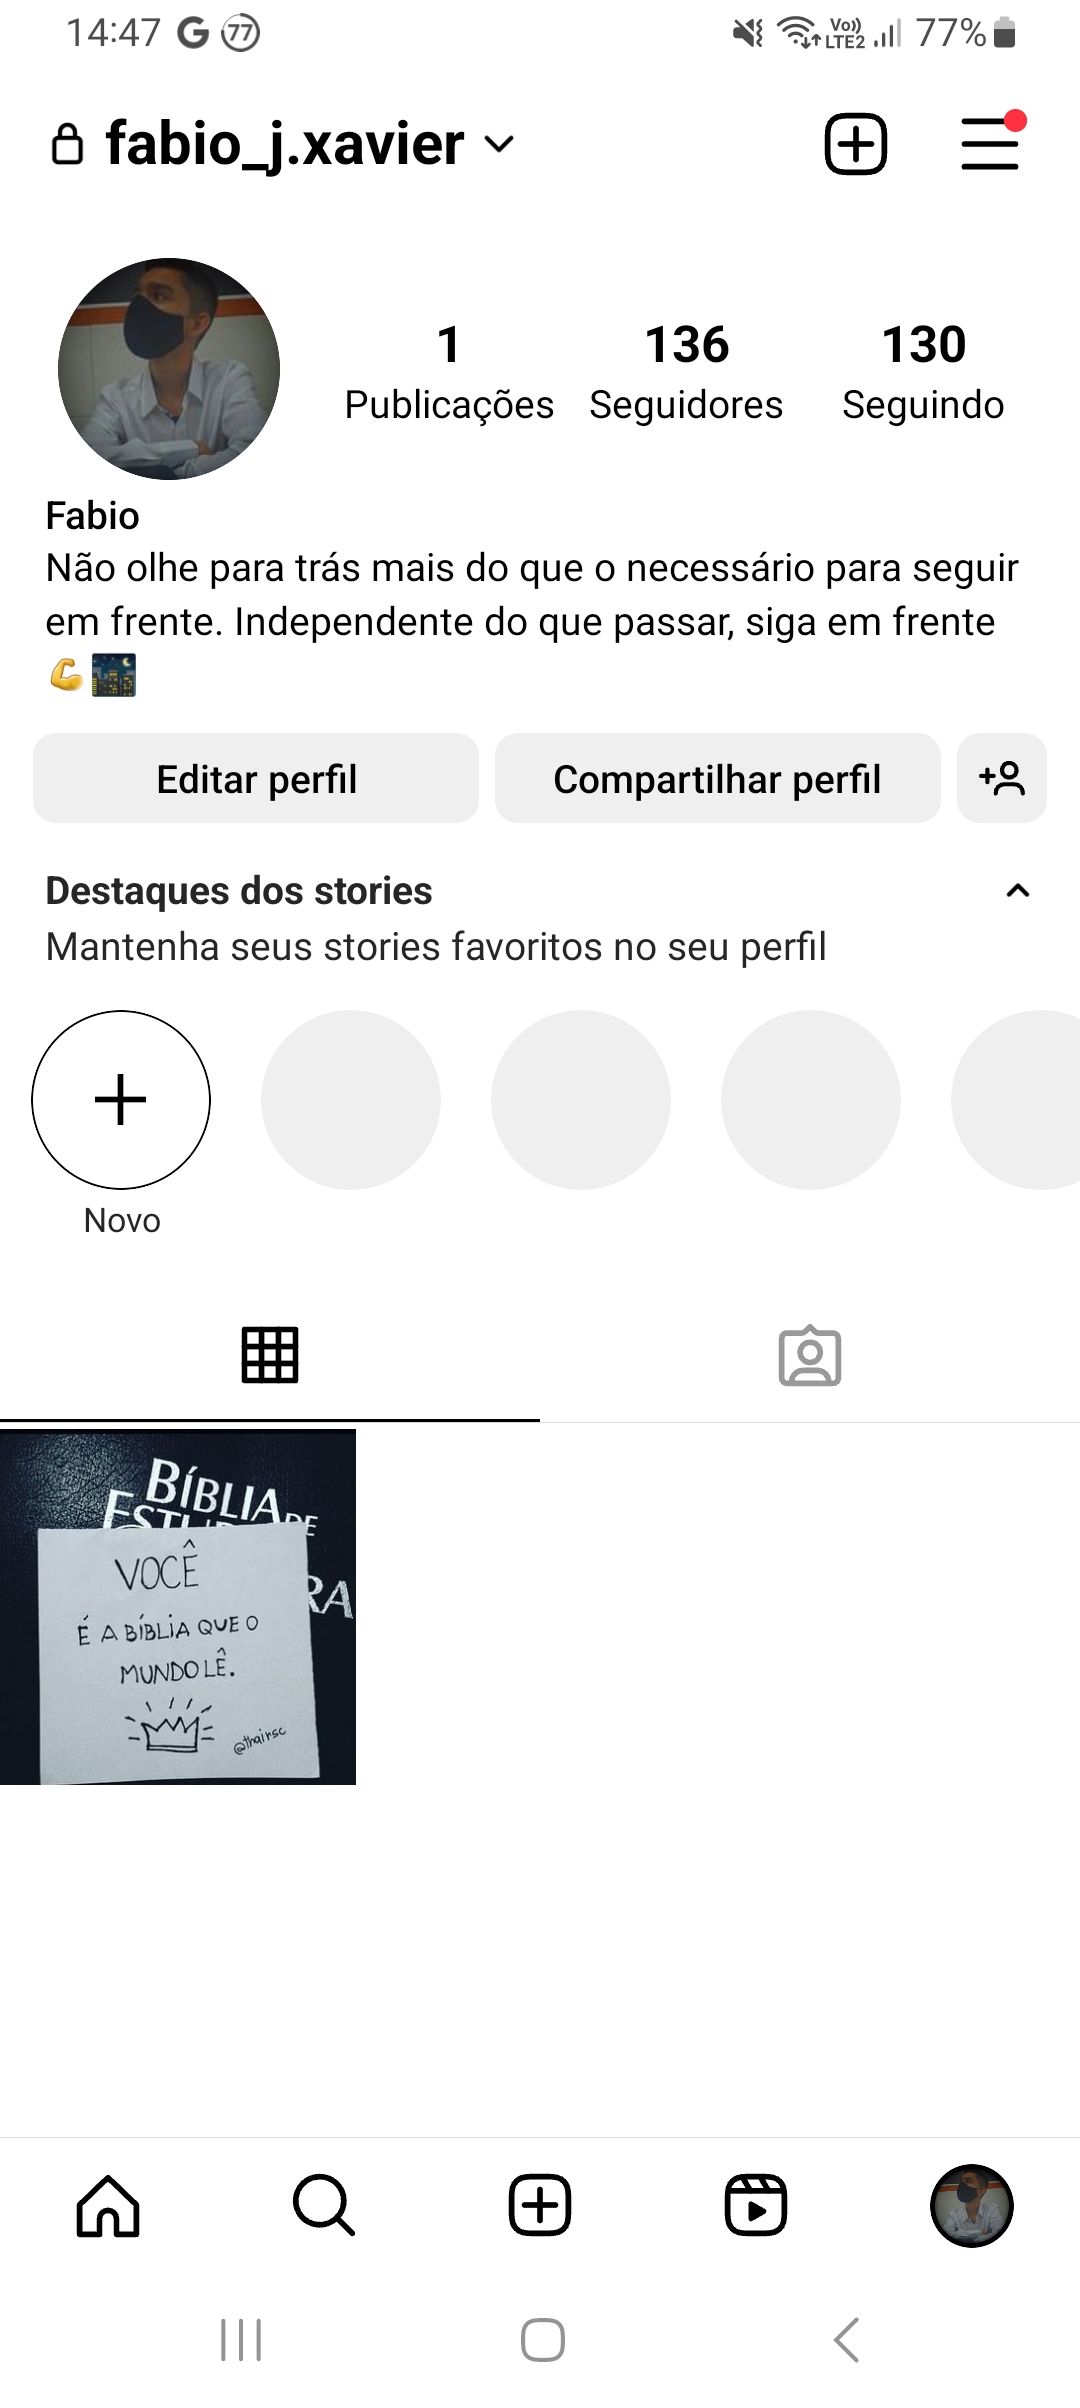 14:47 G 77 Vo)) LTE2 77%
fabio_j.xavier
1 136 130
Publicações Seguidores Seguindo
Fabio
Não olhe para trás mais do que o necessário para seguir
em frente. Independente do que passar, siga em frente
💪🌃
Editar perfil Compartilhar perfil
Destaques dos stories
Mantenha seus stories favoritos no seu perfil
Novo
BÍBLIA DE
RA
VOCÊ
É A BÍBLIA QUE O
MUNDO LÊ.
@thairsc